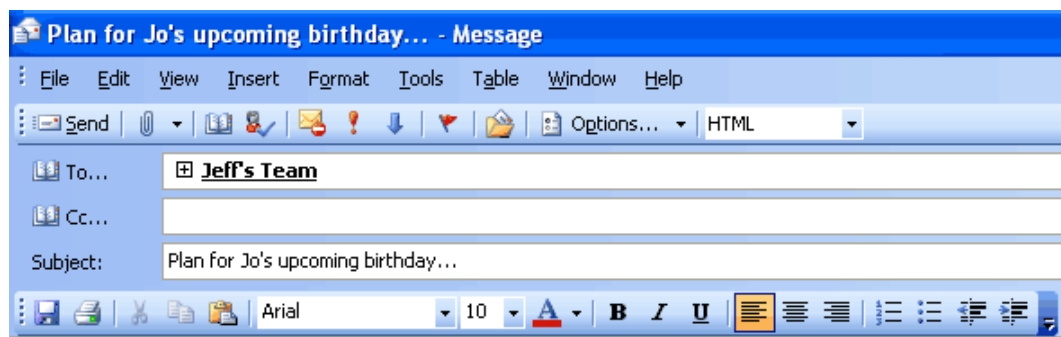 Plan for Jo's upcoming birthday... - Message
File Edit View Insert Format Tools Table Window Help
Send Options... HTML
To... Jeff's Team
Cc...
Subject: Plan for Jo's upcoming birthday...
Arial 10 A B I U